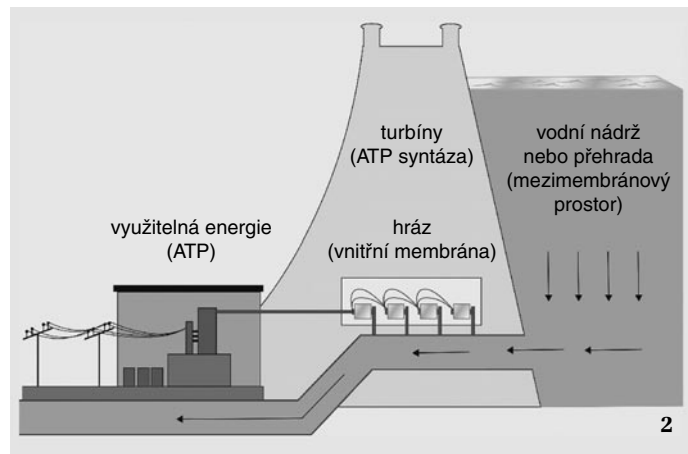 turbíny
(ATP syntáza)
vodní nádrž
nebo přehrada
(mezimembránový
prostor)
využitelná energie
(ATP)
hráz
(vnitřní membrána)
2